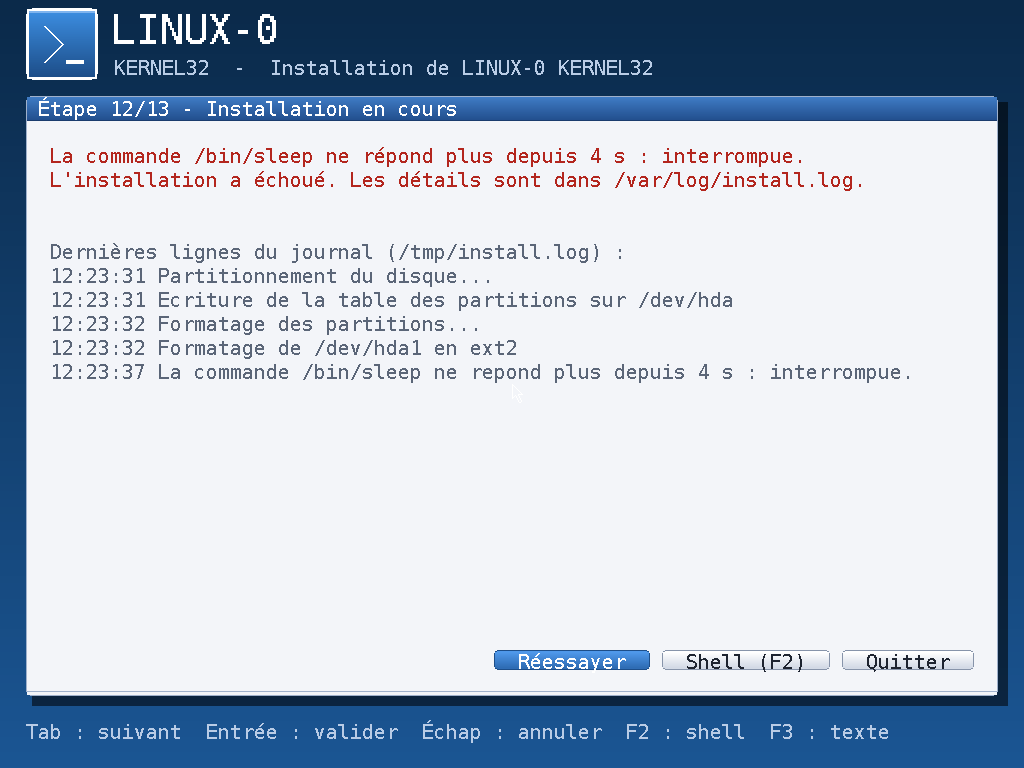 LINUX-0
KERNEL32  -  Installation de LINUX-0 KERNEL32
Étape 12/13 - Installation en cours
La commande /bin/sleep ne répond plus depuis 4 s : interrompue.
L'installation a échoué. Les détails sont dans /var/log/install.log.
Dernières lignes du journal (/tmp/install.log) :
12:23:31 Partitionnement du disque...
12:23:31 Ecriture de la table des partitions sur /dev/hda
12:23:32 Formatage des partitions...
12:23:32 Formatage de /dev/hda1 en ext2
12:23:37 La commande /bin/sleep ne repond plus depuis 4 s : interrompue.
Réessayer  Shell (F2)  Quitter
Tab : suivant  Entrée : valider  Échap : annuler  F2 : shell  F3 : texte